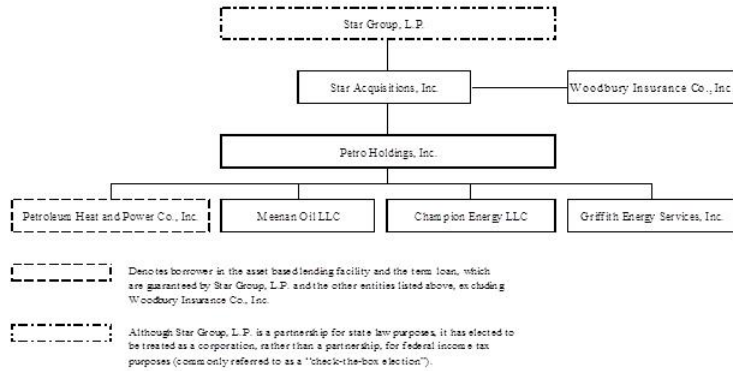 Star Group, L.P.
Star Acquisitions, Inc.
Woodbury Insurance Co., Inc
Petro Holdings, Inc.
Petroleum Heat and Power Co., Inc.
Meenan Oil LLC
Champion Energy LLC
Griffith Energy Services, Inc.
Denotes borrower in the asset based lending facility and the term loan, which
are guaranteed by Star Group, L.P. and the other entities listed above, excluding
Woodbury Insurance Co., Inc.
Although Star Group, L.P. is a partnership for state law purposes, it has elected to
be treated as a corporation, rather than a partnership, for federal income tax
purposes (commonly referred to as a "check-the-box election").